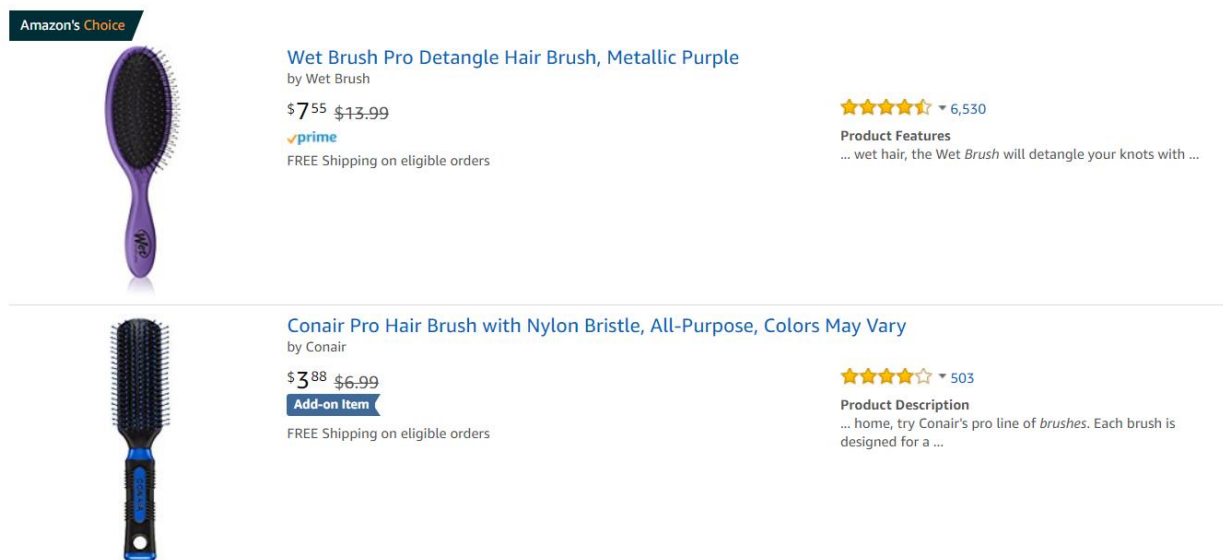 Amazon's Choice
Wet Brush Pro Detangle Hair Brush, Metallic Purple
by Wet Brush
$7 55 $13.99
prime
FREE Shipping on eligible orders
6,530
Product Features
... wet hair, the Wet Brush will detangle your knots with ...
Wet
Conair Pro Hair Brush with Nylon Bristle, All-Purpose, Colors May Vary
by Conair
$3 88 $6.99
Add-on Item
FREE Shipping on eligible orders
503
Product Description
... home, try Conair's pro line of brushes. Each brush is
designed for a ...
CONAIR